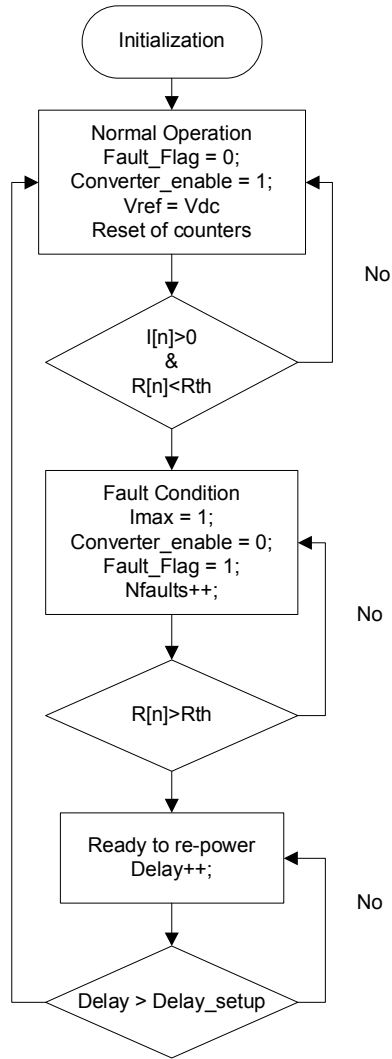 Initialization
Normal Operation
Fault_Flag = 0;
Converter_enable = 1;
Vref = Vdc
Reset of counters
No
I[n]>0
&
R[n]<Rth
Fault Condition
Imax = 1;
Converter_enable = 0;
Fault_Flag = 1;
Nfaults++;
No
R[n]>Rth
Ready to re-power
Delay++;
No
Delay > Delay_setup